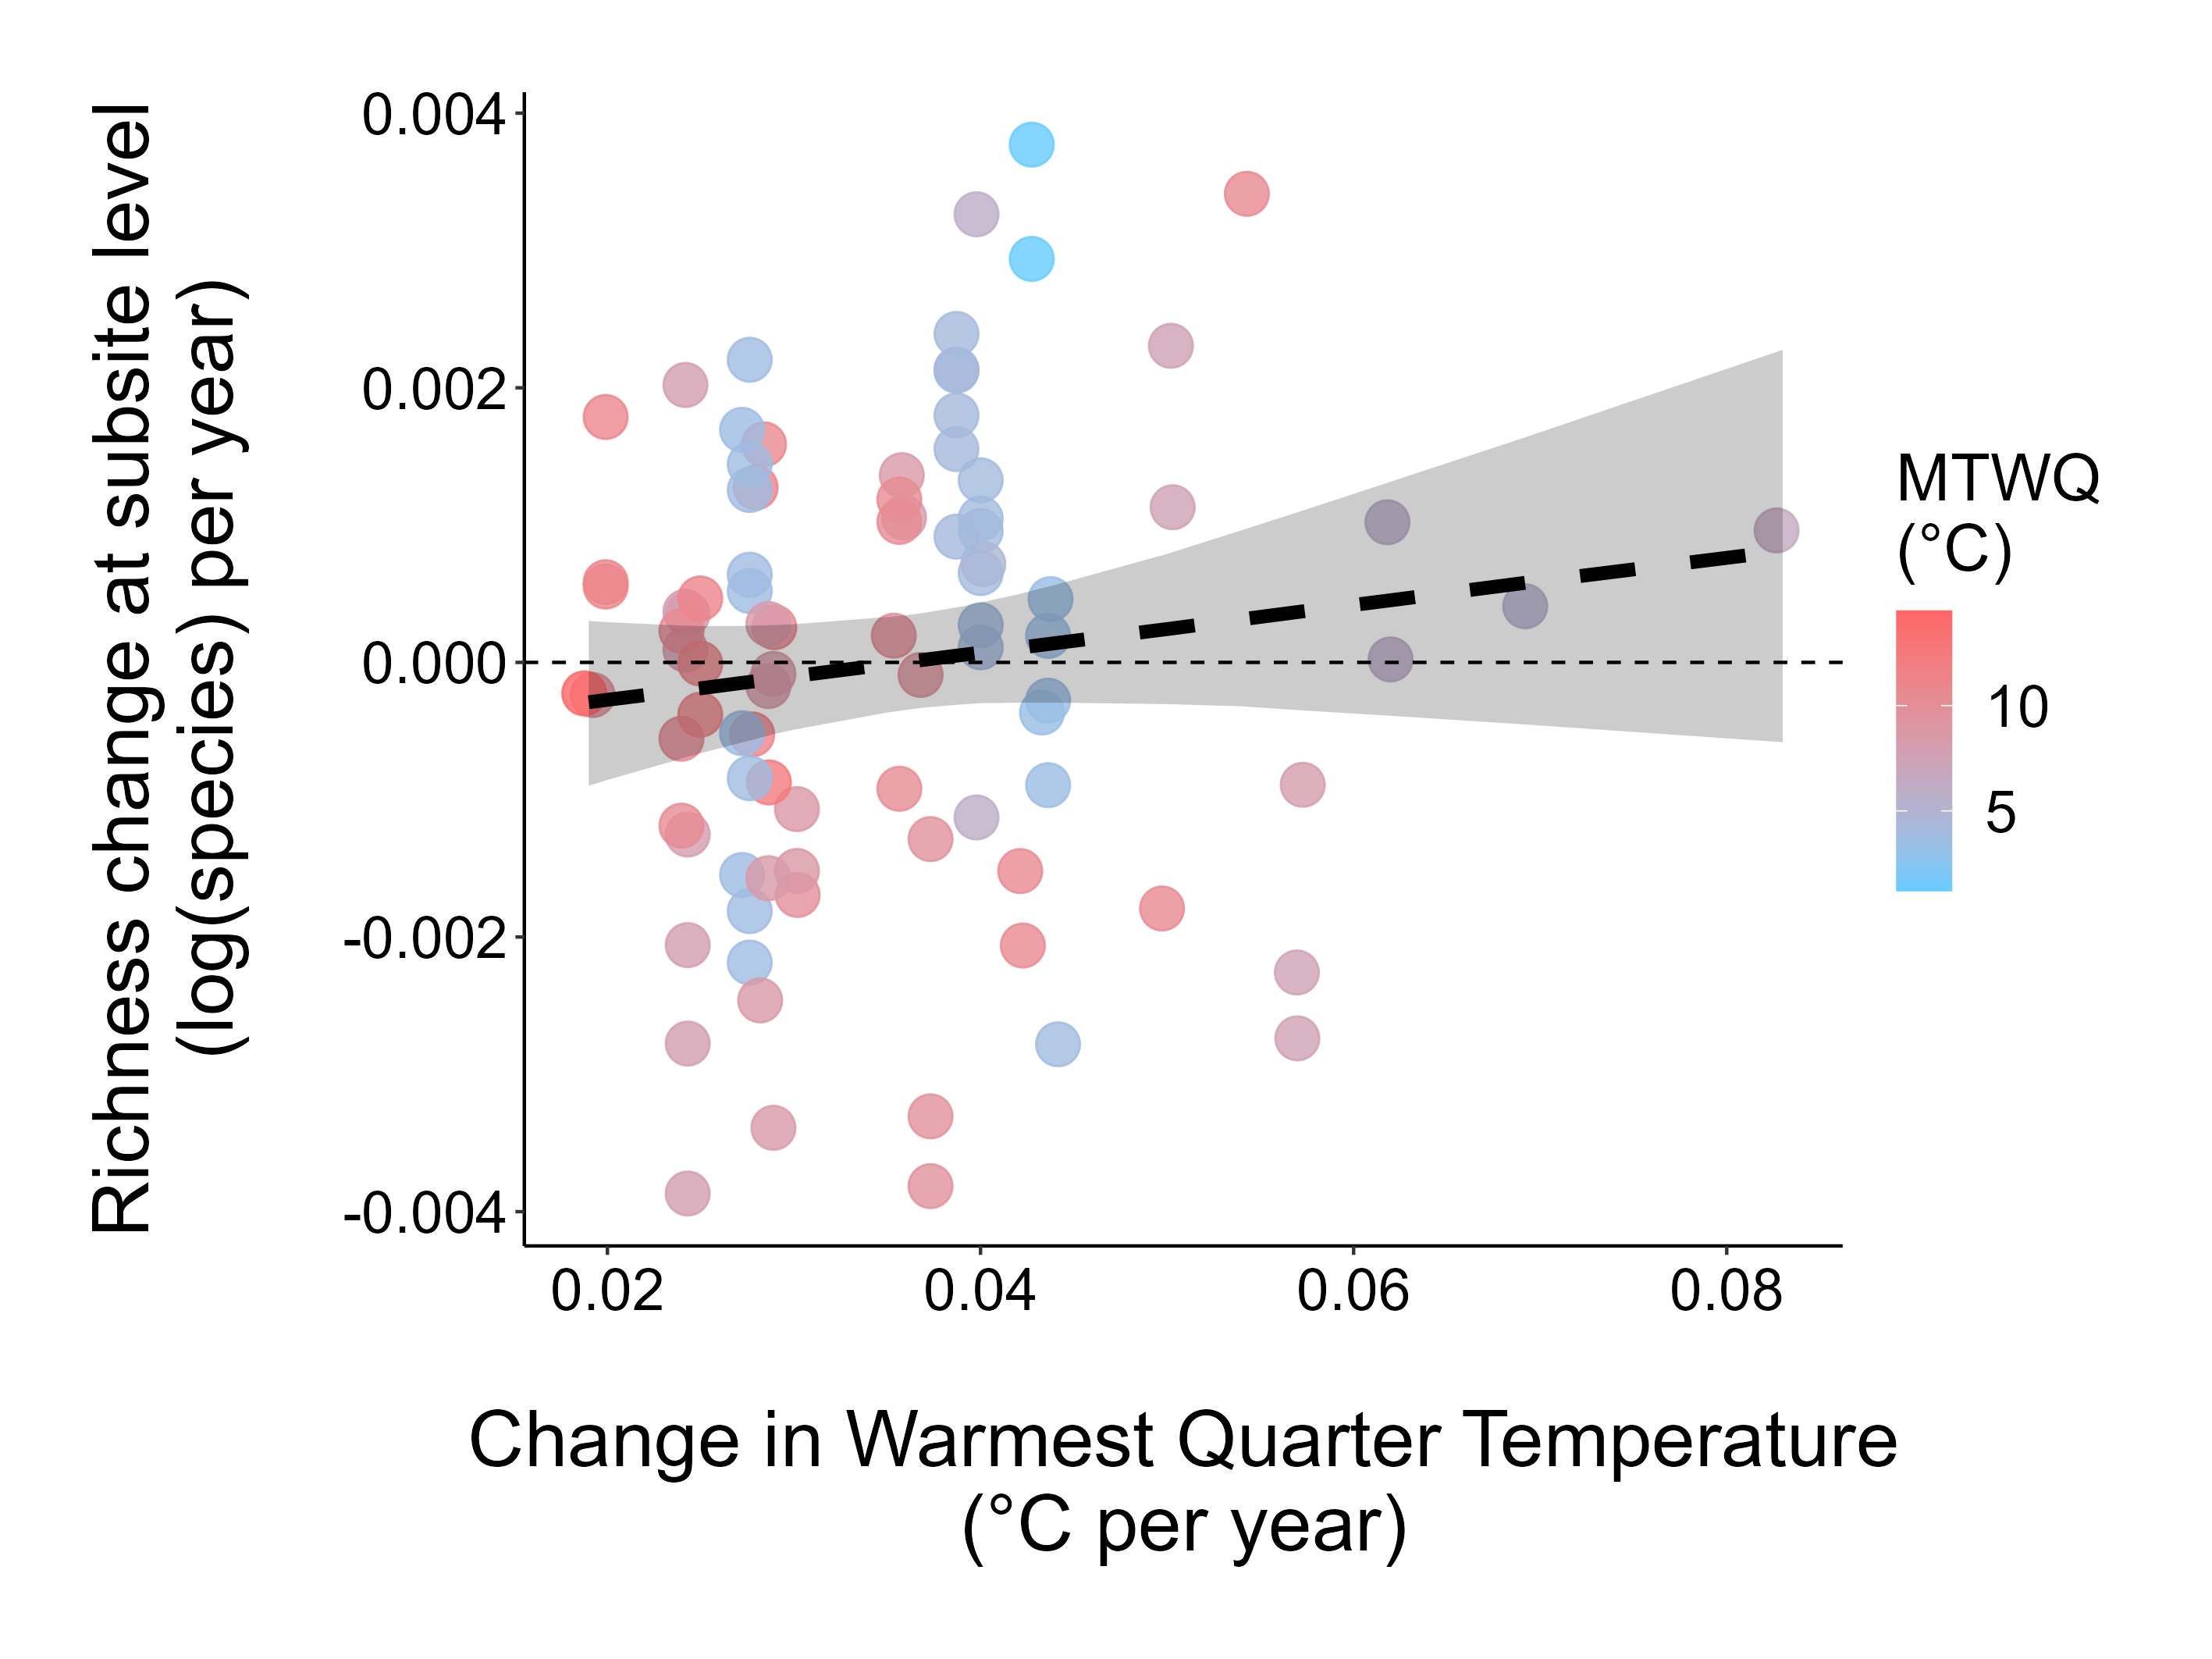 Richness change at subsite level
(log(species) per year)
0.004
0.002
0.000
-0.002
-0.004
0.02
0.04
0.06
0.08
Change in Warmest Quarter Temperature
(°C per year)
MTWQ
(°C)
10
5